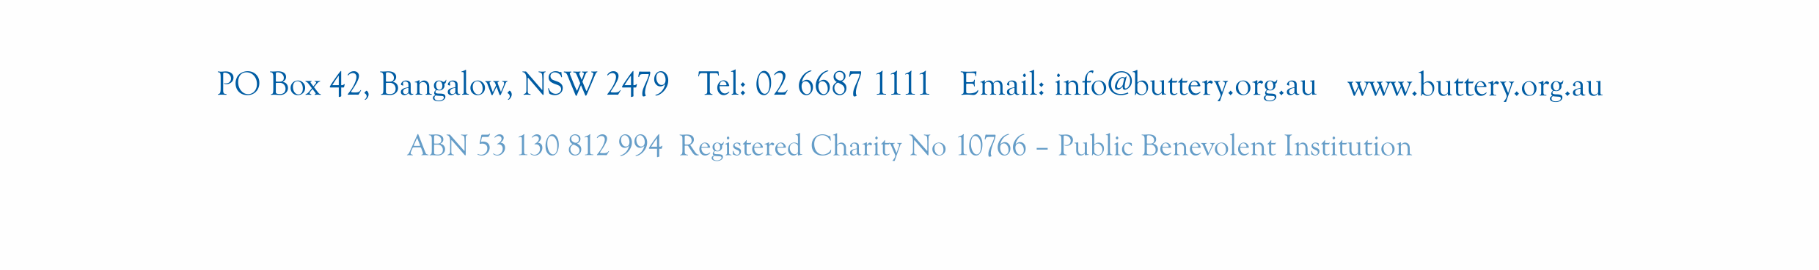 PO Box 42, Bangalow, NSW 2479 Tel: 02 6687 1111 Email: info@buttery.org.au www.buttery.org.au
ABN 53 130 812 994 Registered Charity No 10766 – Public Benevolent Institution